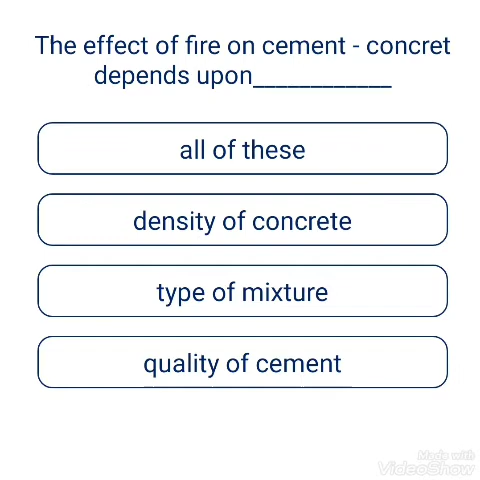 The effect of fire on cement - concret
depends upon____________
all of these
density of concrete
type of mixture
quality of cement
Made with
VideoShow